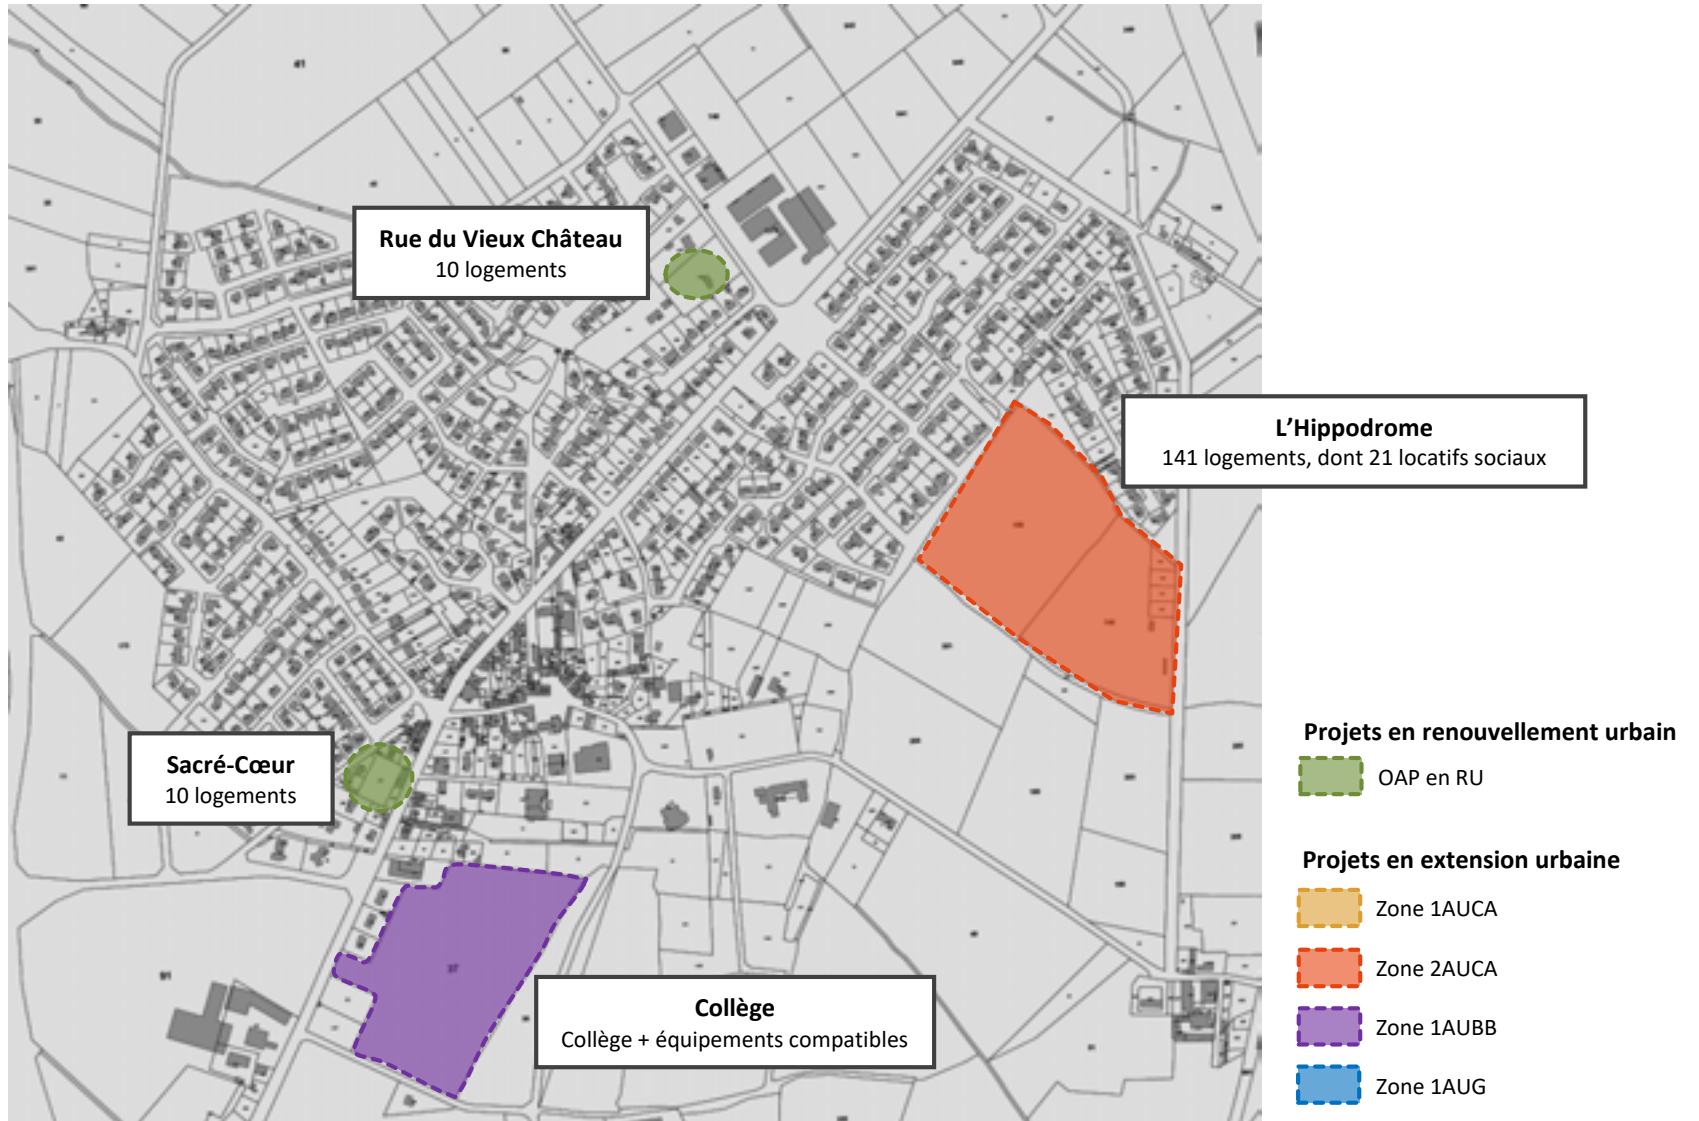 Rue du Vieux Château
10 logements
L'Hippodrome
141 logements, dont 21 locatifs sociaux
Sacré-Cœur
10 logements
Collège
Collège + équipements compatibles
Projets en renouvellement urbain
OAP en RU
Projets en extension urbaine
Zone 1AUCA
Zone 2AUCA
Zone 1AUBB
Zone 1AUG